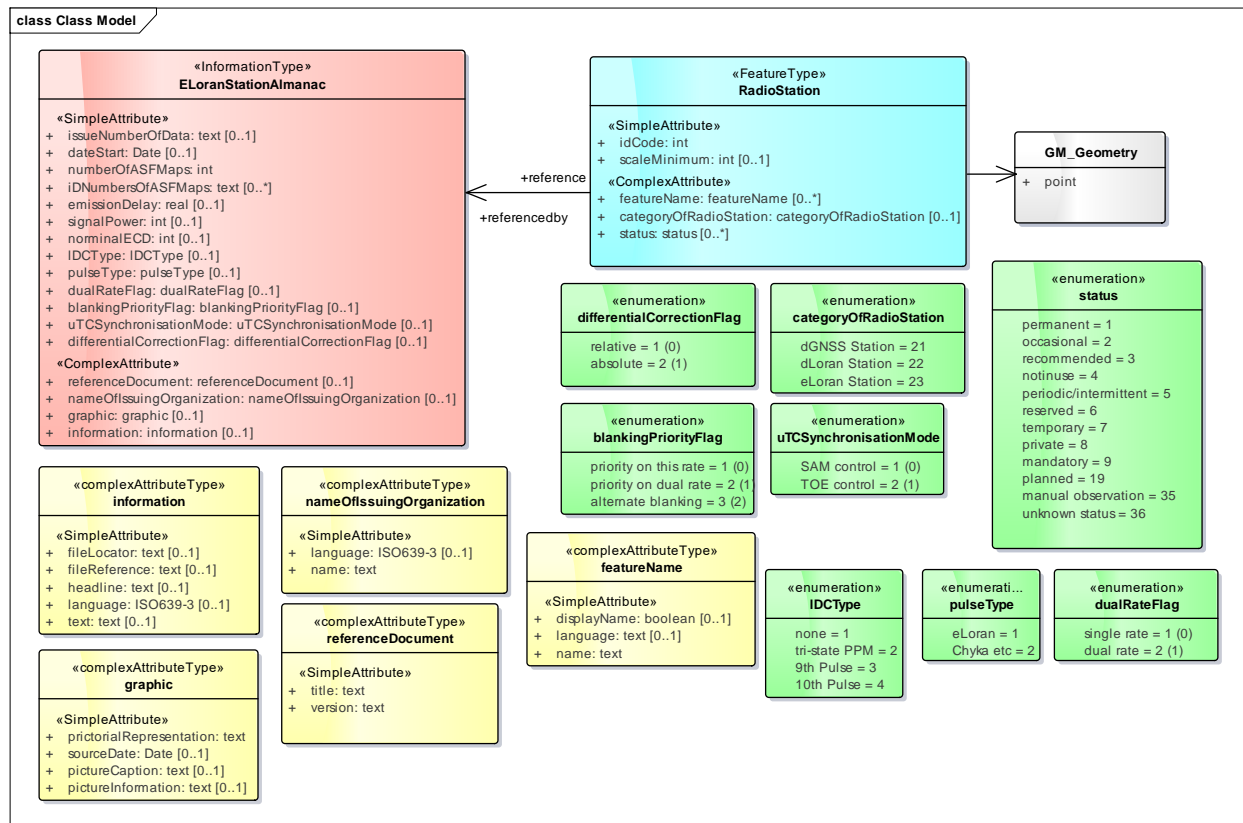 class Class Model
«InformationType»
ELoranStationAlmanac
«SimpleAttribute»
+ issueNumberOfData: text [0..1]
+ dateStart: Date [0..1]
+ numberOfASFMaps: int
+ iDNumbersOfASFMaps: text [0..*]
+ emissionDelay: real [0..1]
+ signalPower: int [0..1]
+ norminalECD: int [0..1]
+ IDCType: IDCType [0..1]
+ pulseType: pulseType [0..1]
+ dualRateFlag: dualRateFlag [0..1]
+ blankingPriorityFlag: blankingPriorityFlag [0..1]
+ uTCSynchronisationMode: uTCSynchronisationMode [0..1]
+ differentialCorrectionFlag: differentialCorrectionFlag [0..1]
«ComplexAttribute»
+ referenceDocument: referenceDocument [0..1]
+ nameOfIssuingOrganization: nameOfIssuingOrganization [0..1]
+ graphic: graphic [0..1]
+ information: information [0..1]
+reference
+referencedby
«FeatureType»
RadioStation
«SimpleAttribute»
+ idCode: int
+ scaleMinimum: int [0..1]
«ComplexAttribute»
+ featureName: featureName [0..*]
+ categoryOfRadioStation: categoryOfRadioStation [0..1]
+ status: status [0..*]
GM_Geometry
+ point
«enumeration»
differentialCorrectionFlag
relative = 1 (0)
absolute = 2 (1)
«enumeration»
categoryOfRadioStation
dGNSS Station = 21
dLoran Station = 22
eLoran Station = 23
«enumeration»
status
permanent = 1
occasional = 2
recommended = 3
notinuse = 4
periodic/intermittent = 5
reserved = 6
temporary = 7
private = 8
mandatory = 9
planned = 19
manual observation = 35
unknown status = 36
«enumeration»
blankingPriorityFlag
priority on this rate = 1 (0)
priority on dual rate = 2 (1)
alternate blanking = 3 (2)
«enumeration»
uTCSynchronisationMode
SAM control = 1 (0)
TOE control = 2 (1)
«complexAttributeType»
information
«SimpleAttribute»
+ fileLocator: text [0..1]
+ fileReference: text [0..1]
+ headline: text [0..1]
+ language: ISO639-3 [0..1]
+ text: text [0..1]
«complexAttributeType»
nameOfIssuingOrganization
«SimpleAttribute»
+ language: ISO639-3 [0..1]
+ name: text
«complexAttributeType»
featureName
«SimpleAttribute»
+ displayName: boolean [0..1]
+ language: text [0..1]
+ name: text
«enumeration»
IDCType
none = 1
tri-state PPM = 2
9th Pulse = 3
10th Pulse = 4
«enumerati...
pulseType
eLoran = 1
Chyka etc = 2
«enumeration»
dualRateFlag
single rate = 1 (0)
dual rate = 2 (1)
«complexAttributeType»
referenceDocument
«SimpleAttribute»
+ title: text
+ version: text
«complexAttributeType»
graphic
«SimpleAttribute»
+ prictorialRepresentation: text
+ sourceDate: Date [0..1]
+ pictureCaption: text [0..1]
+ pictureInformation: text [0..1]